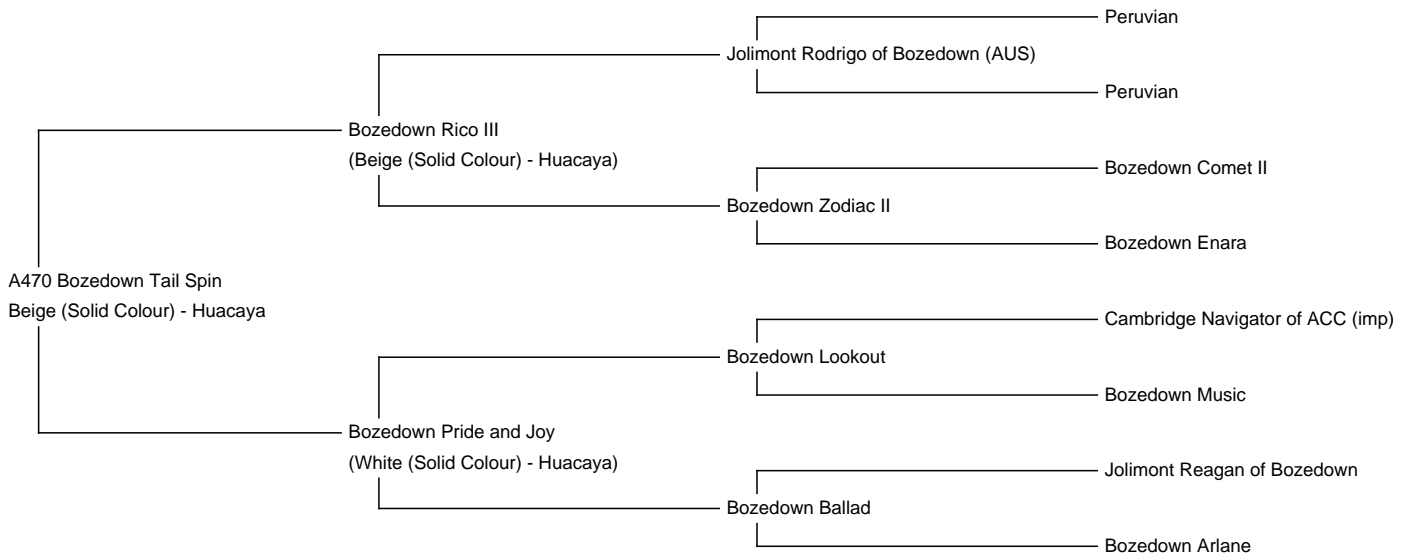 Peruvian
Jolimont Rodrigo of Bozedown (AUS)
Peruvian
Bozedown Rico III
(Beige (Solid Colour) - Huacaya)
Bozedown Comet II
Bozedown Zodiac II
Bozedown Enara
A470 Bozedown Tail Spin
Beige (Solid Colour) - Huacaya
Cambridge Navigator of ACC (imp)
Bozedown Lookout
Bozedown Music
Bozedown Pride and Joy
(White (Solid Colour) - Huacaya)
Jolimont Reagan of Bozedown
Bozedown Ballad
Bozedown Arlane